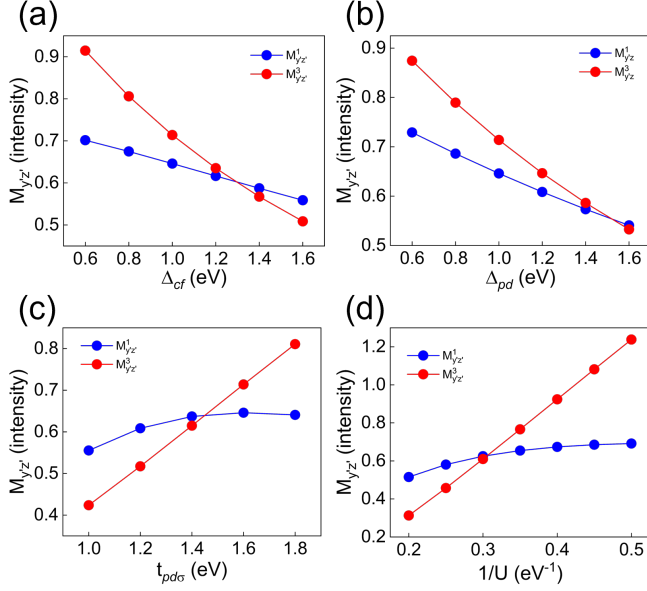 (a)
M¹y'z'
M³y'z'
0.9
0.8
0.7
0.6
0.5
My'z' (intensity)
0.6 0.8 1.0 1.2 1.4 1.6
Δcf (eV)
(b)
M¹y'z
M³y'z
0.9
0.8
0.7
0.6
0.5
My'z' (intensity)
0.6 0.8 1.0 1.2 1.4 1.6
Δpd (eV)
(c)
M¹y'z'
M³y'z'
0.8
0.7
0.6
0.5
0.4
My'z' (intensity)
1.0 1.2 1.4 1.6 1.8
tpdσ (eV)
(d)
M¹y'z'
M³y'z'
1.2
1.0
0.8
0.6
0.4
0.2
My'z' (intensity)
0.2 0.3 0.4 0.5
1/U (eV⁻¹)